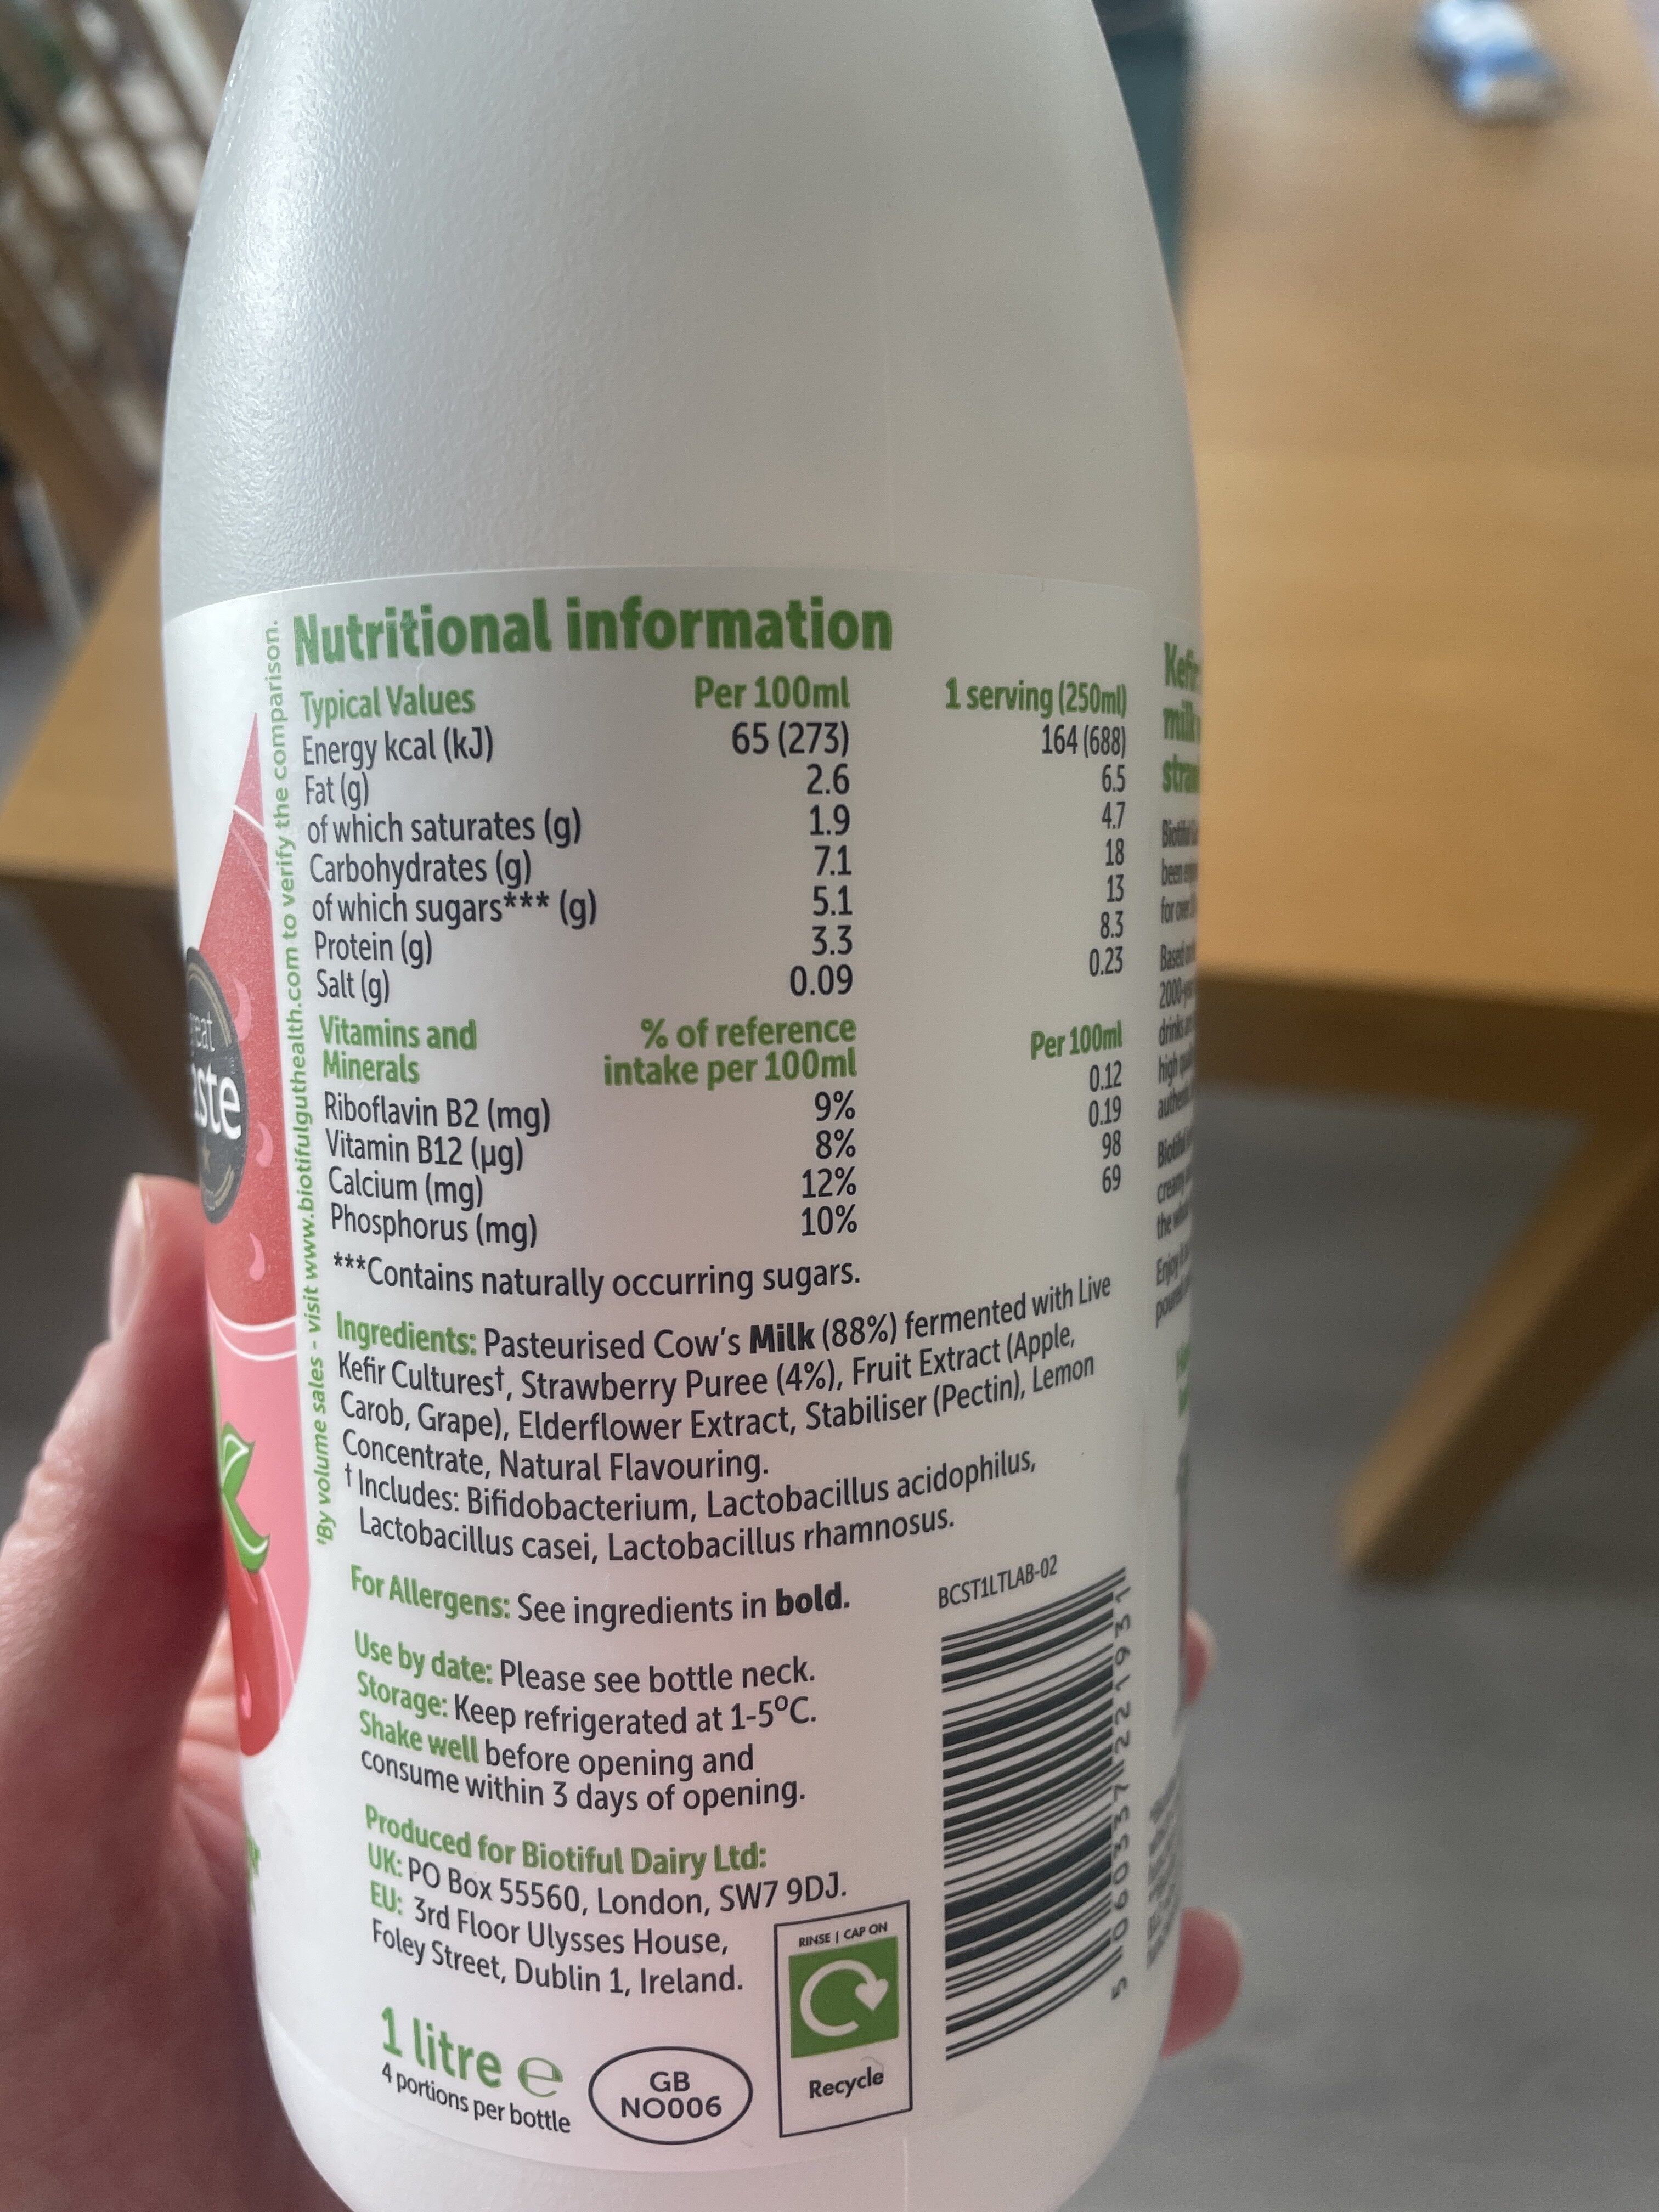 Nutritional information
Typical Values Per 100ml 1 serving (250ml)
Energy kcal (kJ) 65 (273) 164 (688)
Fat (g) 2.6 6.5
of which saturates (g) 1.9 4.7
Carbohydrates (g) 7.1 18
of which sugars*** (g) 5.1 13
Protein (g) 3.3 8.3
Salt (g) 0.09 0.23
Vitamins and Minerals % of reference intake per 100ml Per 100ml
Riboflavin B2 (mg) 9% 0.12
Vitamin B12 (µg) 8% 0.19
Calcium (mg) 12% 98
Phosphorus (mg) 10% 69
***Contains naturally occurring sugars.
Ingredients: Pasteurised Cow's Milk (88%) fermented with Live
Kefir Cultures†, Strawberry Puree (4%), Fruit Extract (Apple,
Carob, Grape), Elderflower Extract, Stabiliser (Pectin), Lemon
Concentrate, Natural Flavouring.
† Includes: Bifidobacterium, Lactobacillus acidophilus,
Lactobacillus casei, Lactobacillus rhamnosus.
For Allergens: See ingredients in bold.
BCST1LTLAB-02
Use by date: Please see bottle neck.
Storage: Keep refrigerated at 1-5ºC.
Shake well before opening and
consume within 3 days of opening.
Produced for Biotiful Dairy Ltd:
UK: PO Box 55560, London, SW7 9DJ.
EU: 3rd Floor Ulysses House,
Foley Street, Dublin 1, Ireland.
1 litre ℮
4 portions per bottle
GB
NO006
RINSE | CAP ON
Recycle
5 060337 221931
By volume sales - visit www.biotifulguthealth.com to verify the comparison.